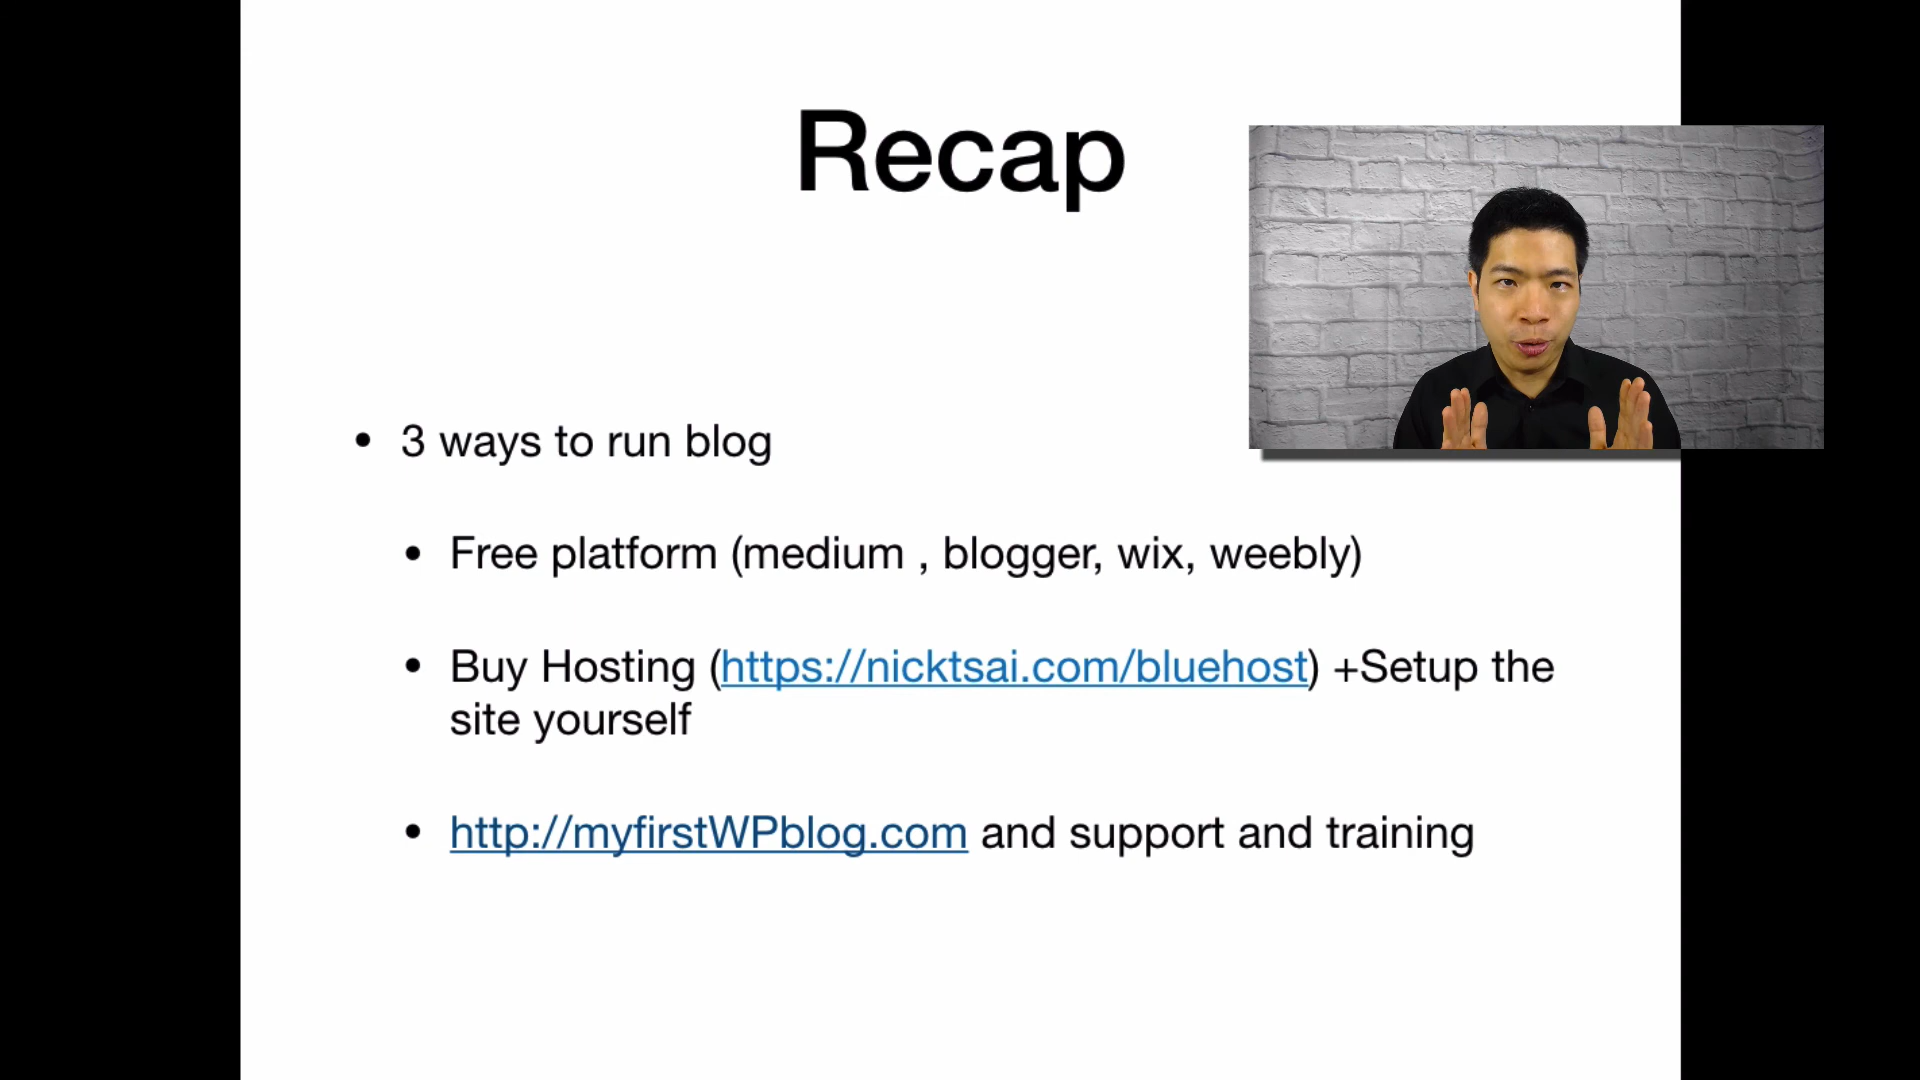 Recap
• 3 ways to run blog
• Free platform (medium , blogger, wix, weebly)
• Buy Hosting (https://nicktsai.com/bluehost) +Setup the
site yourself
• http://myfirstWPblog.com and support and training